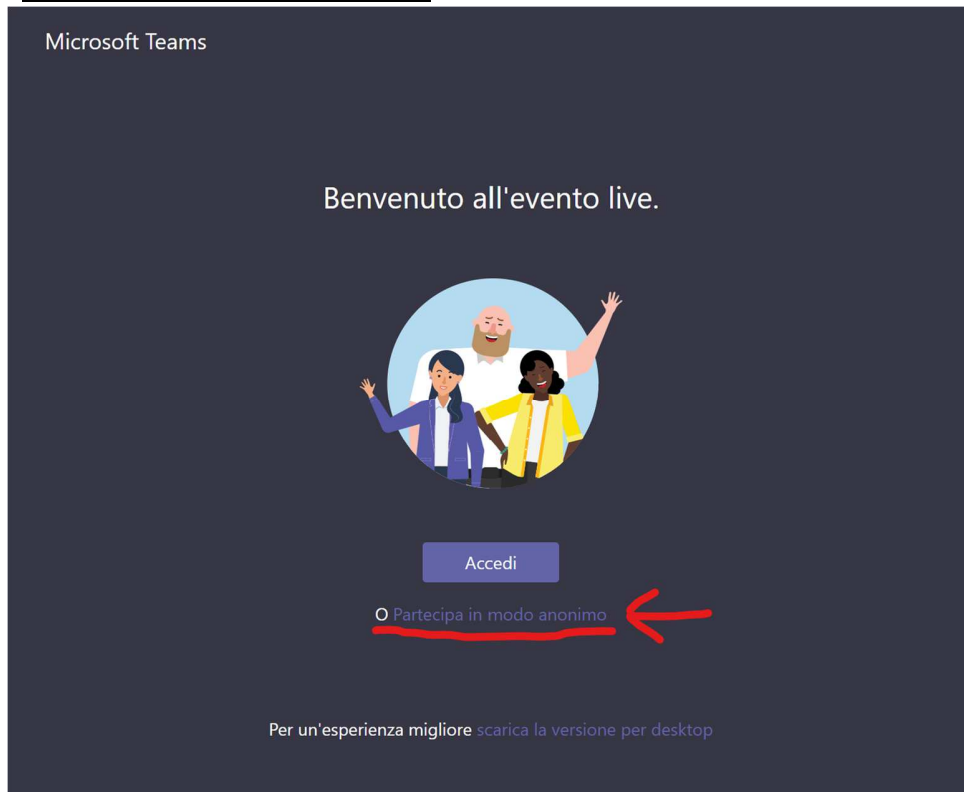 Microsoft Teams
Benvenuto all'evento live.
Accedi
O Partecipa in modo anonimo
Per un'esperienza migliore scarica la versione per desktop